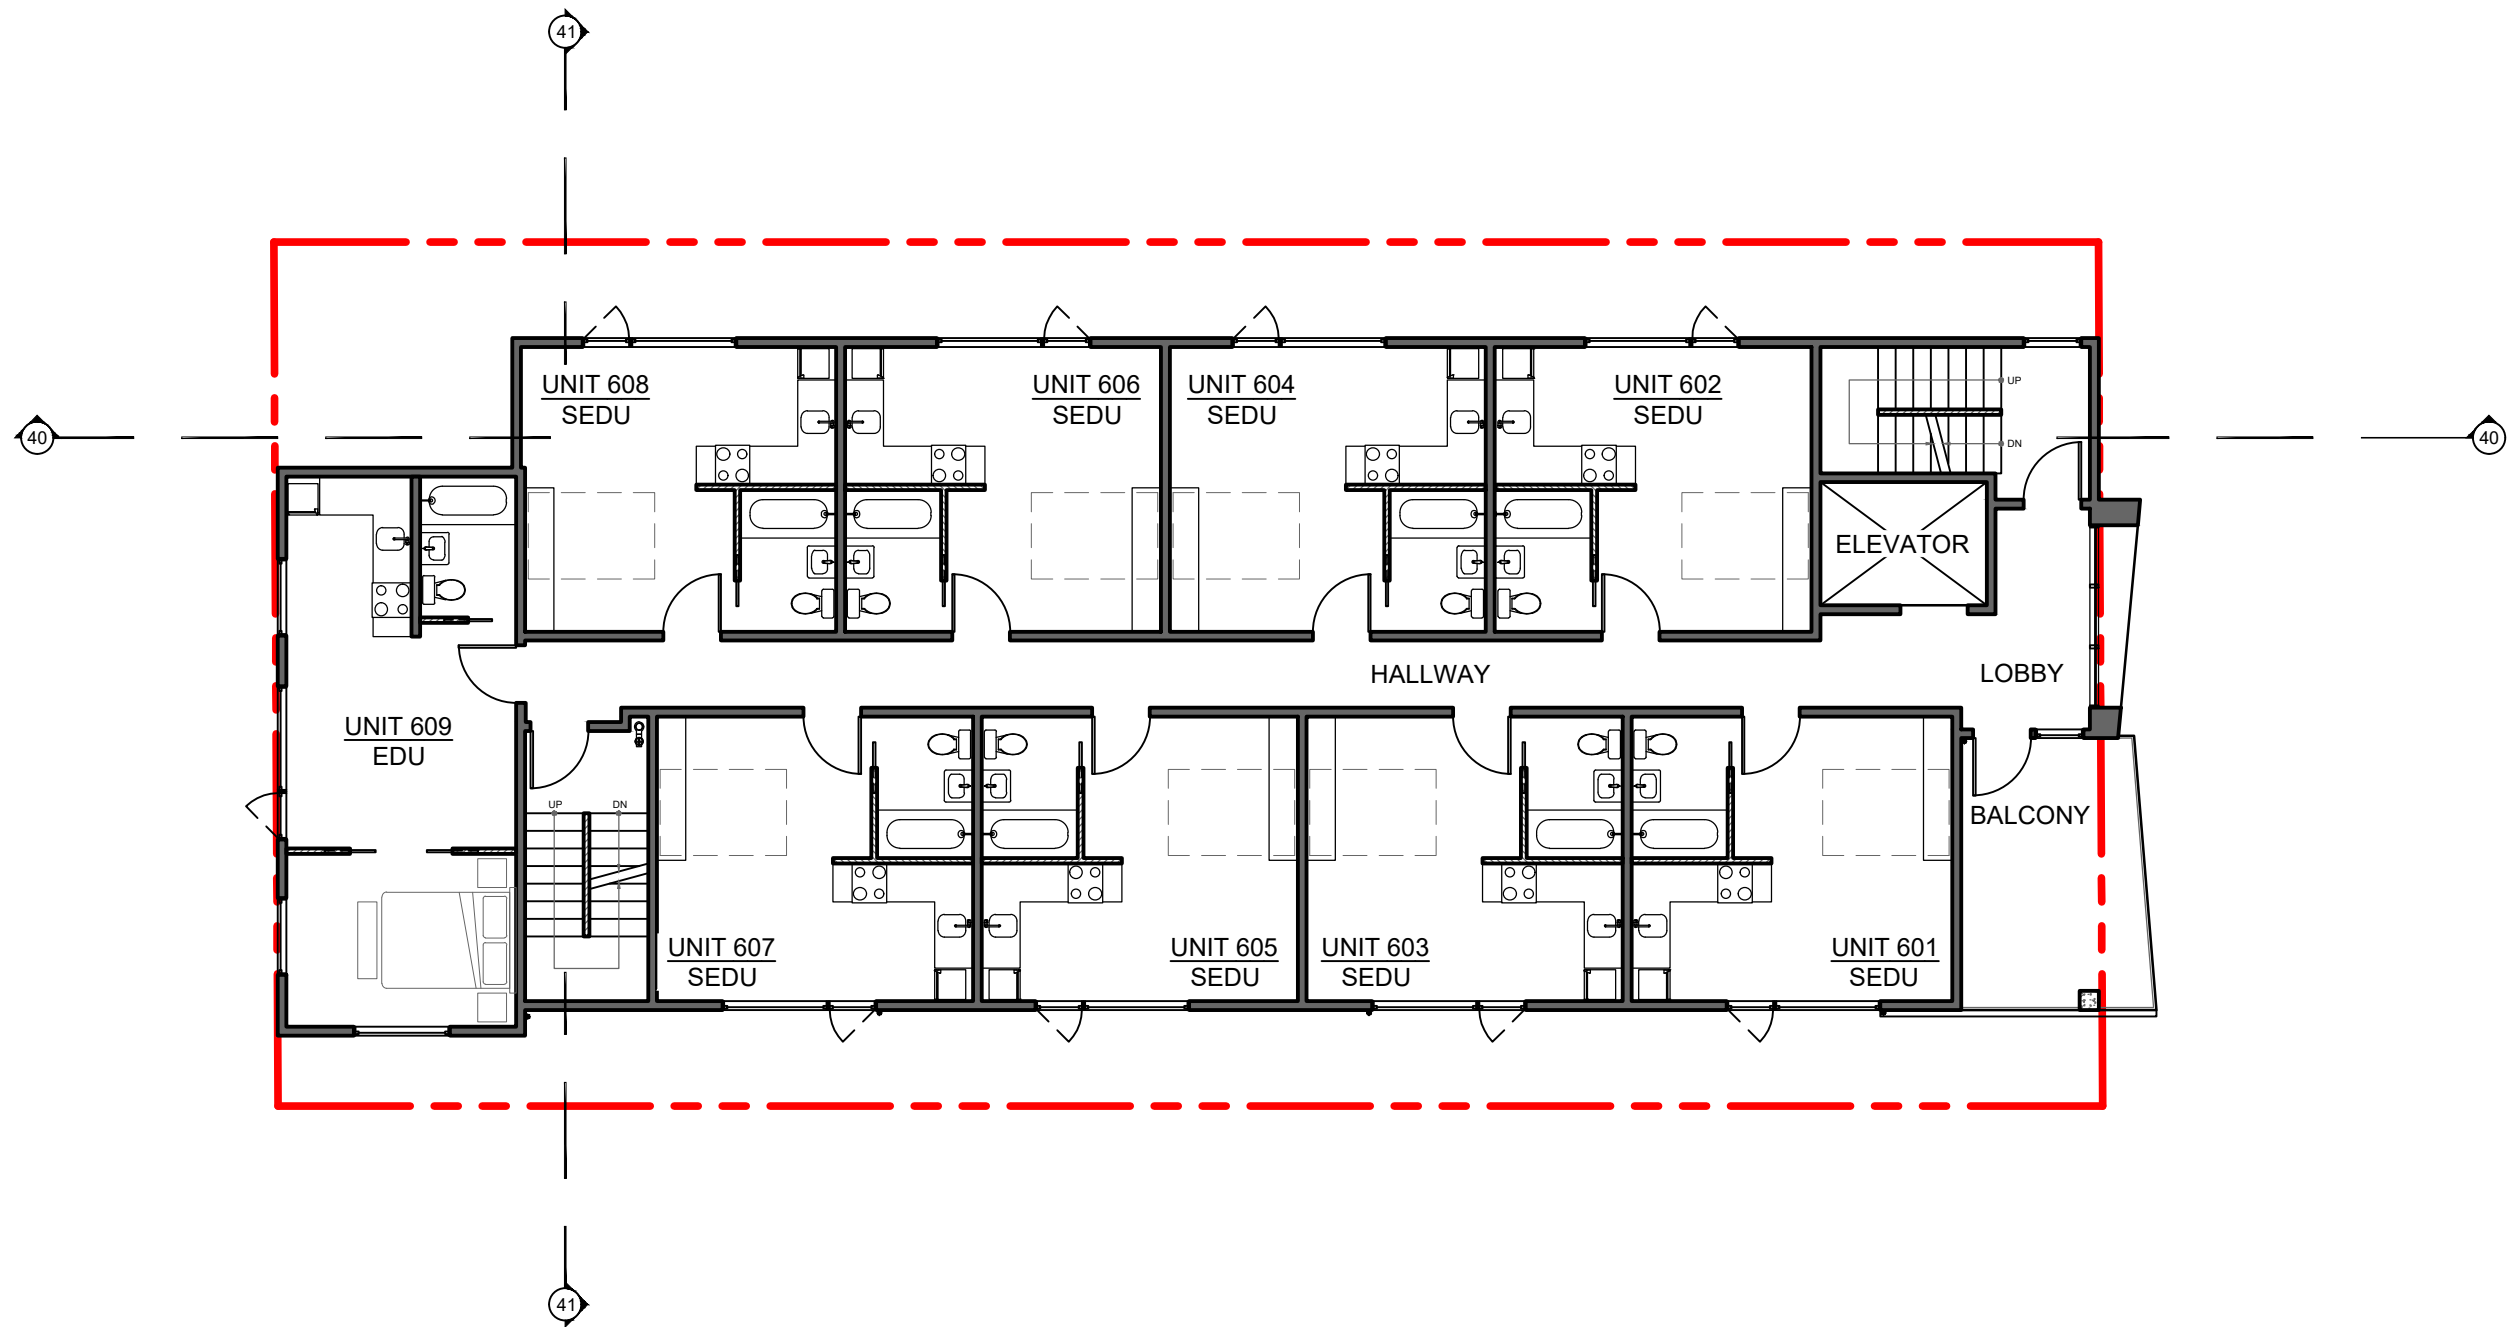 41
UNIT 608
SEDU
UNIT 606
SEDU
UNIT 604
SEDU
UNIT 602
SEDU
UP
DN
40
40
ELEVATOR
HALLWAY
LOBBY
UNIT 609
EDU
UP
DN
BALCONY
UNIT 607
SEDU
UNIT 605
SEDU
UNIT 603
SEDU
UNIT 601
SEDU
41